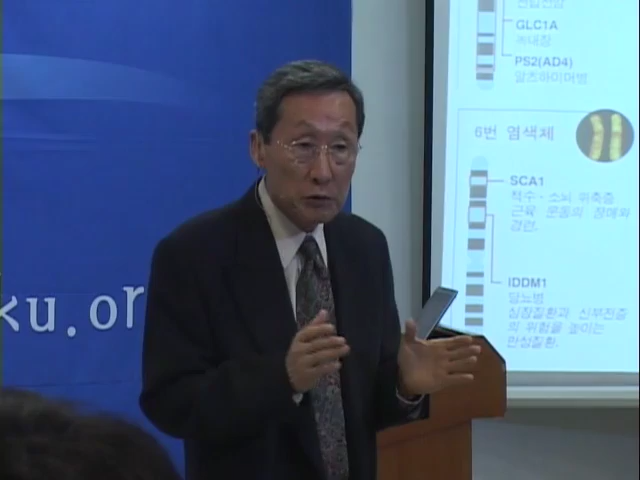 GLC1A
녹내장
PS2(AD4)
알츠하이머병
6번 염색체
SCA1
척수 - 소뇌 위축증
근육 운동의 장애와
경련.
IDDM1
당뇨병
심장질환과 신부전증
의 위험을 높이는
만성질환.
ku.or